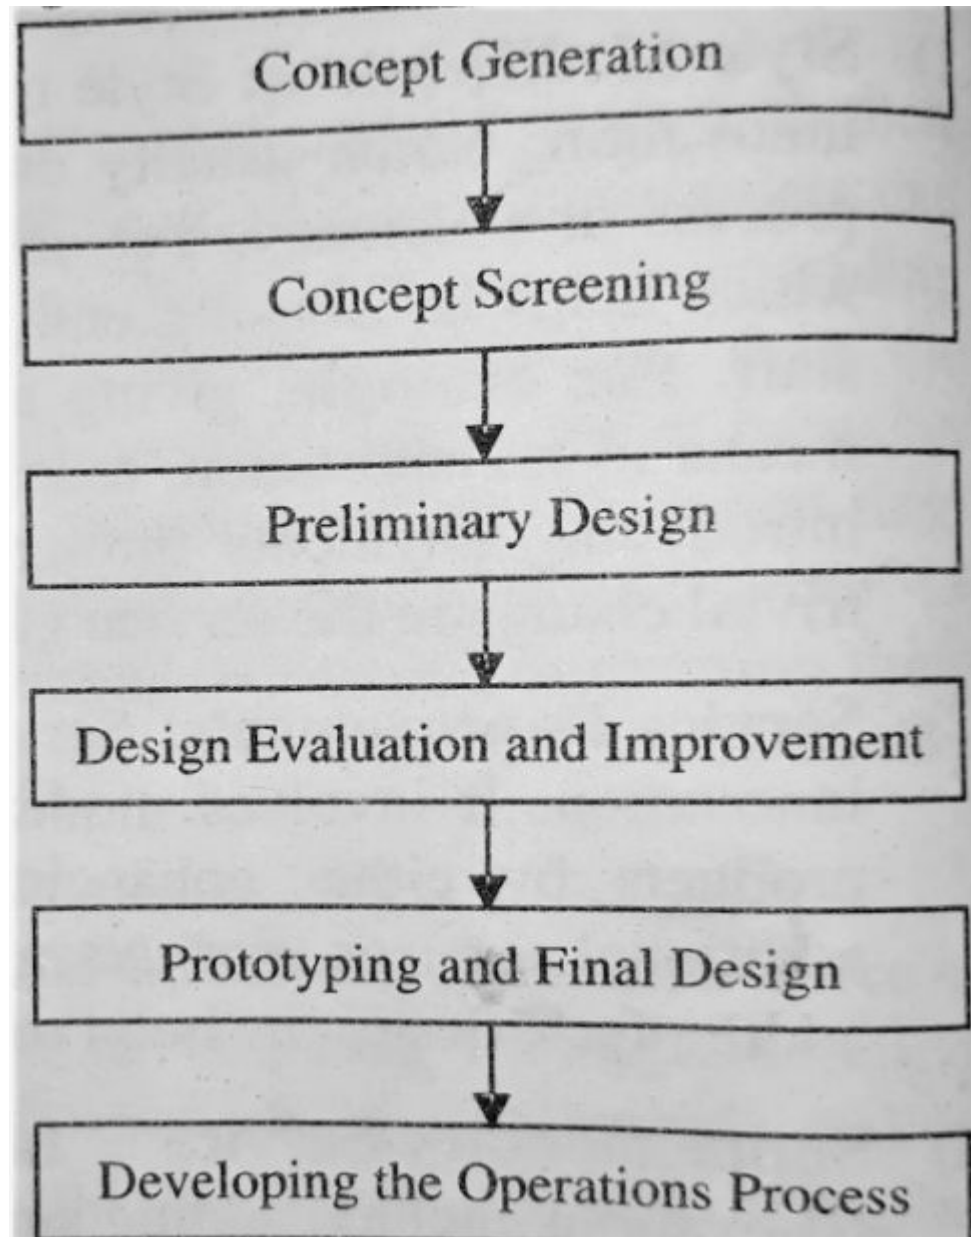 Concept Generation
Concept Screening
Preliminary Design
Design Evaluation and Improvement
Prototyping and Final Design
Developing the Operations Process